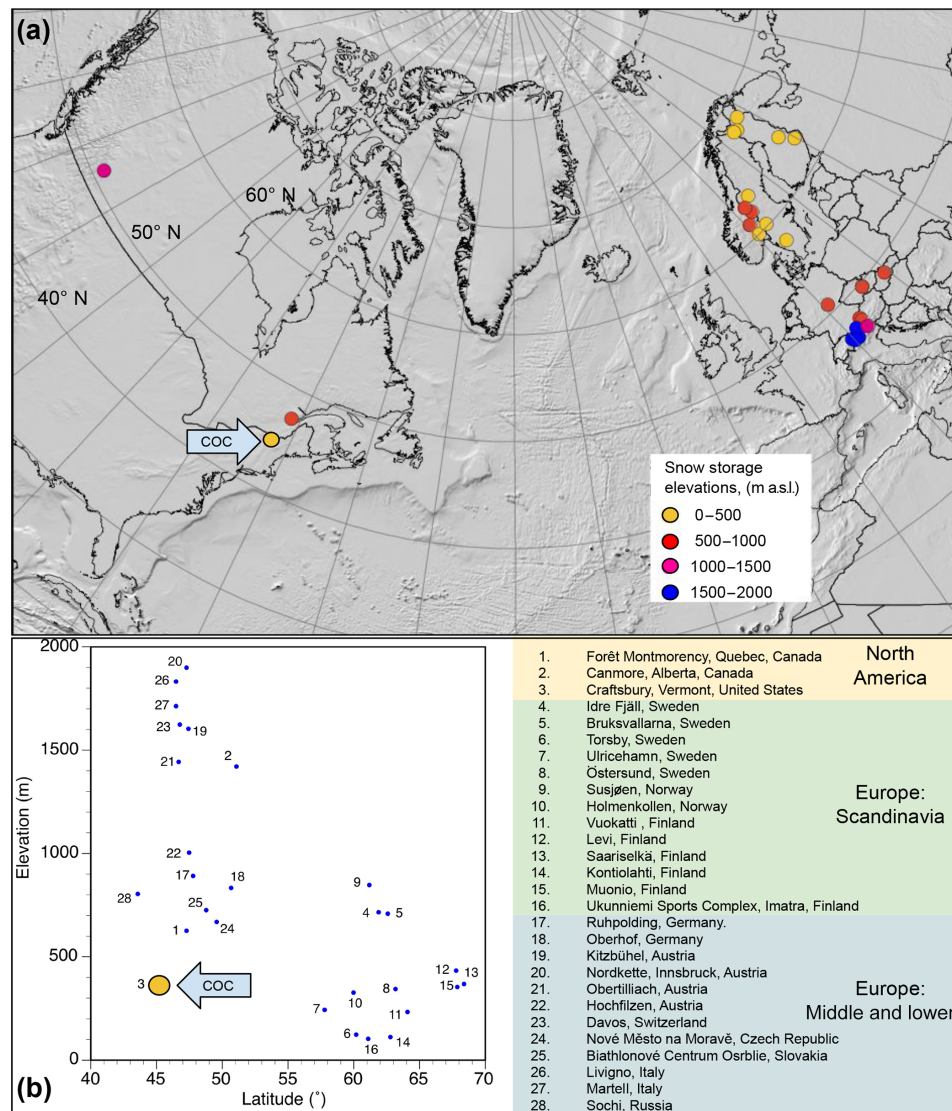 (a)
60° N
50° N
40° N
COC
Snow storage
elevations, (m a.s.l.)
0–500
500–1000
1000–1500
1500–2000
2000
1500
1000
500
0
Elevation (m)
40 45 50 55 60 65 70
Latitude (°)
20
26
27
23 19
21
2
22
17
18
28
25
24
1
3
COC
9
4 5
12 13
15
8
10
7
11
6
16
14
(b)
1. Forêt Montmorency, Quebec, Canada
2. Canmore, Alberta, Canada
3. Craftsbury, Vermont, United States
North
America
4. Idre Fjäll, Sweden
5. Bruksvallarna, Sweden
6. Torsby, Sweden
7. Ulricehamn, Sweden
8. Östersund, Sweden
9. Susjøen, Norway
10. Holmenkollen, Norway
11. Vuokatti , Finland
12. Levi, Finland
13. Saariselkä, Finland
14. Kontiolahti, Finland
15. Muonio, Finland
16. Ukunniemi Sports Complex, Imatra, Finland
Europe:
Scandinavia
17. Ruhpolding, Germany.
18. Oberhof, Germany
19. Kitzbühel, Austria
20. Nordkette, Innsbruck, Austria
21. Obertilliach, Austria
22. Hochfilzen, Austria
23. Davos, Switzerland
24. Nové Město na Moravě, Czech Republic
25. Biathlonové Centrum Osrblie, Slovakia
26. Livigno, Italy
27. Martell, Italy
28. Sochi, Russia
Europe:
Middle and lower